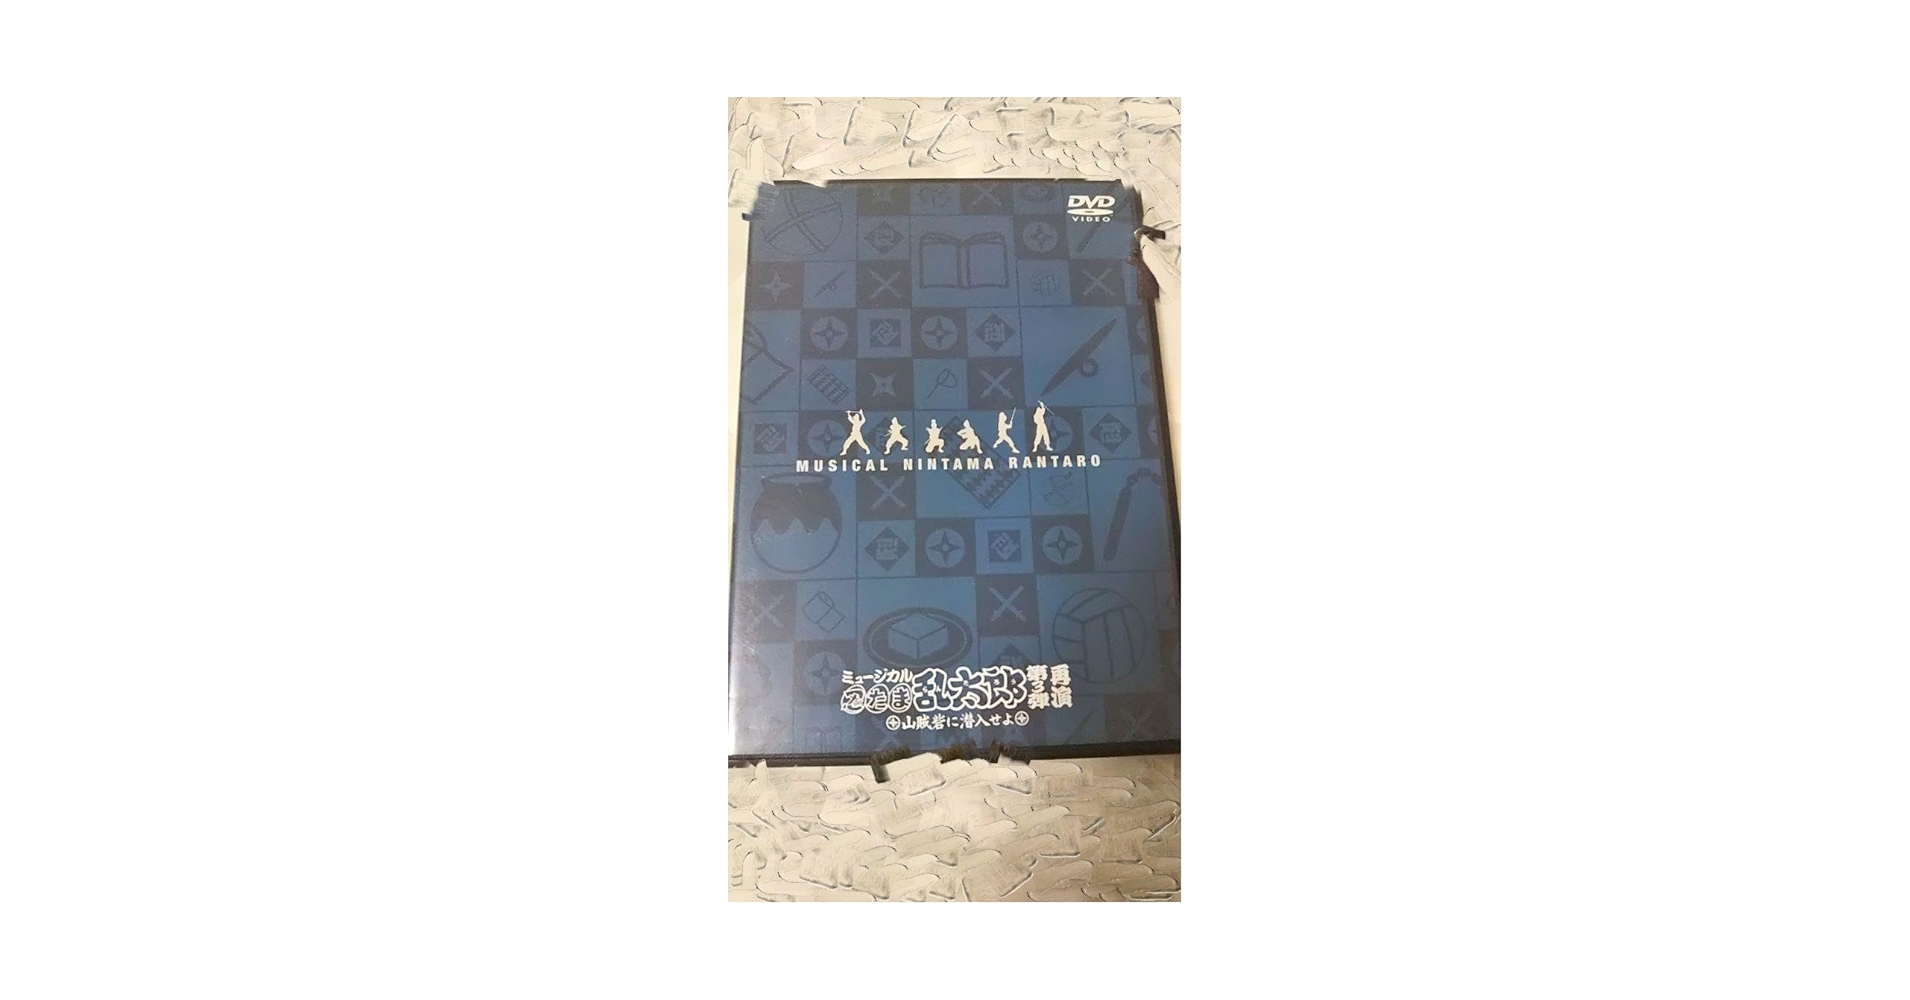 DVD
VIDEO
MUSICAL NINTAMA RANTARO
ミュージカル
忍たま乱太郎
第3弾
再演
山賊砦に潜入せよ